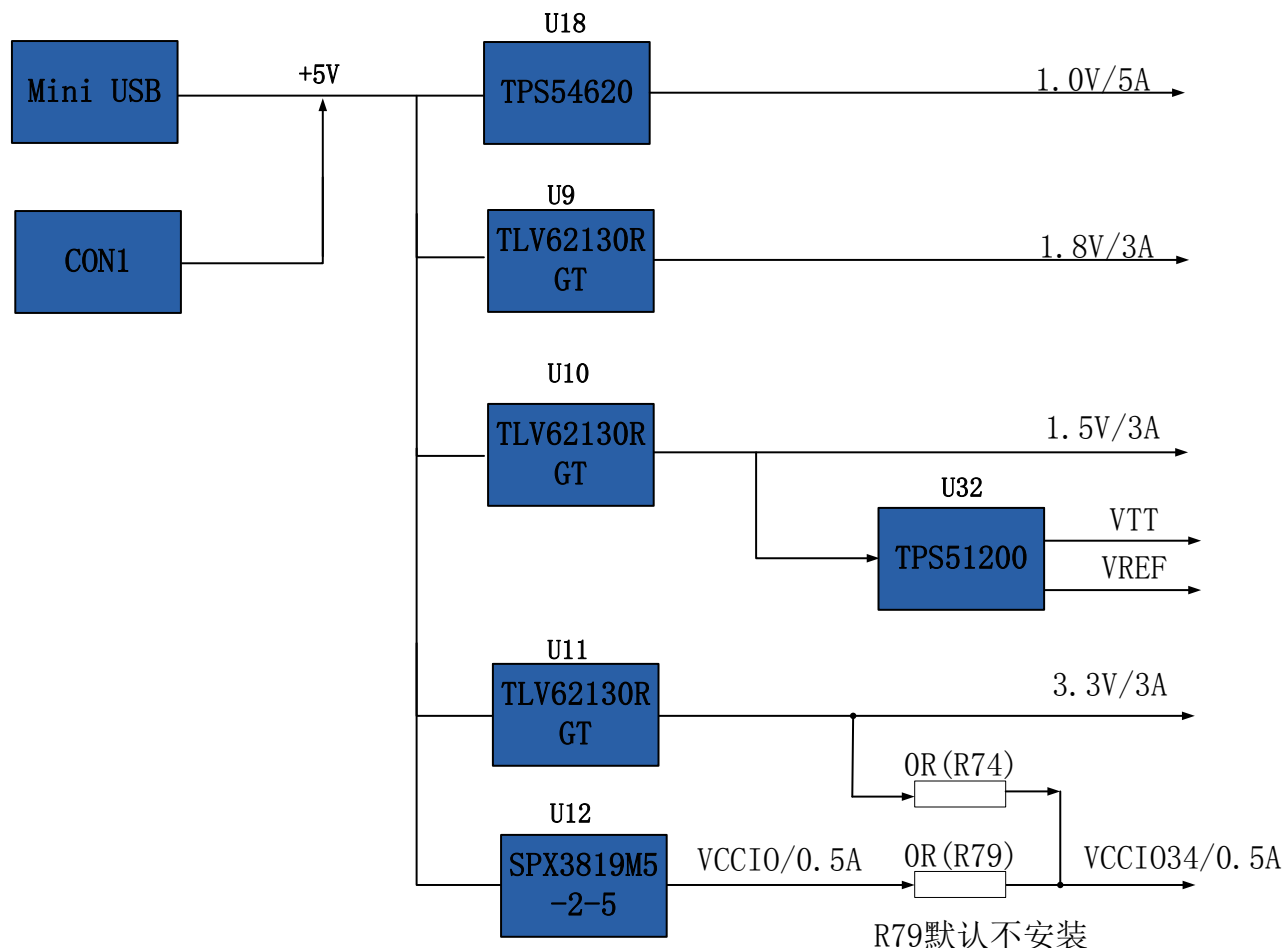 U18
Mini USB
+5V
TPS54620
1.0V/5A
U9
CON1
TLV62130R
GT
1.8V/3A
U10
TLV62130R
GT
1.5V/3A
U32
TPS51200
VTT
VREF
U11
TLV62130R
GT
3.3V/3A
0R(R74)
U12
SPX3819M5
-2-5
VCCIO/0.5A
0R(R79)
VCCIO34/0.5A
R79默认不安装